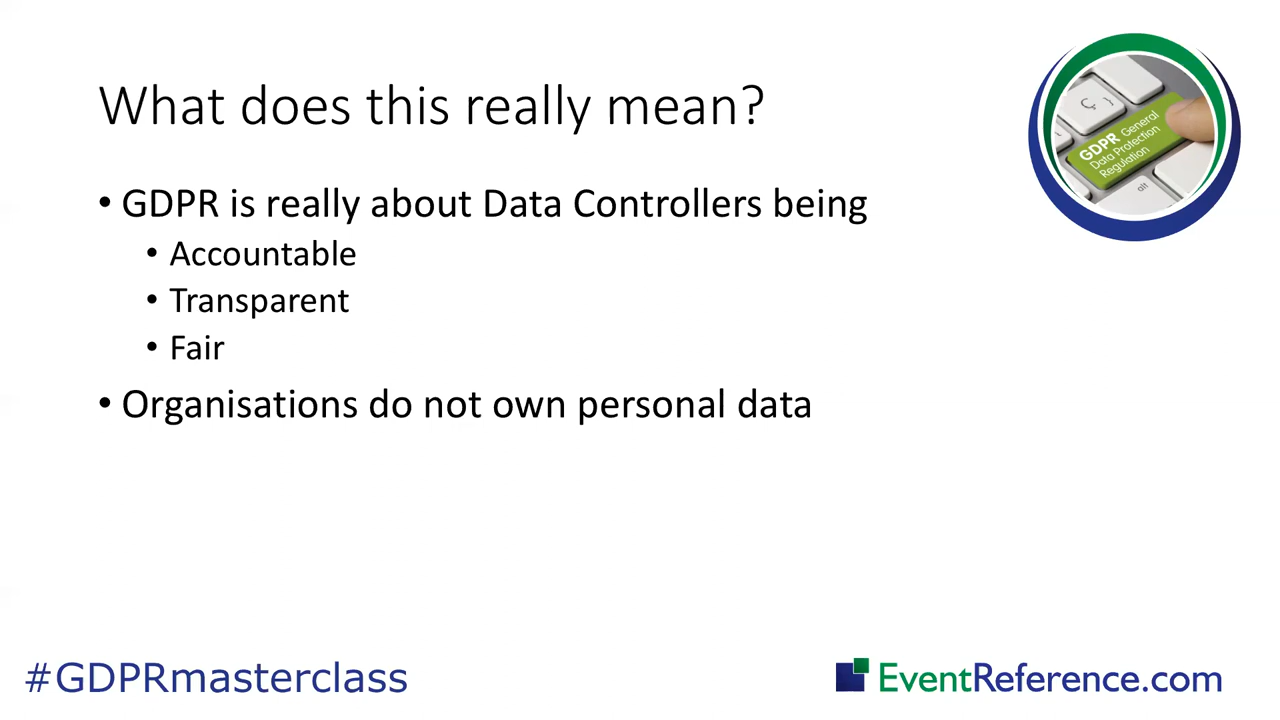 What does this really mean?
GDPR General
Data Protection
Regulation
Ç
alt
• GDPR is really about Data Controllers being
• Accountable
• Transparent
• Fair
• Organisations do not own personal data
#GDPRmasterclass
EventReference.com